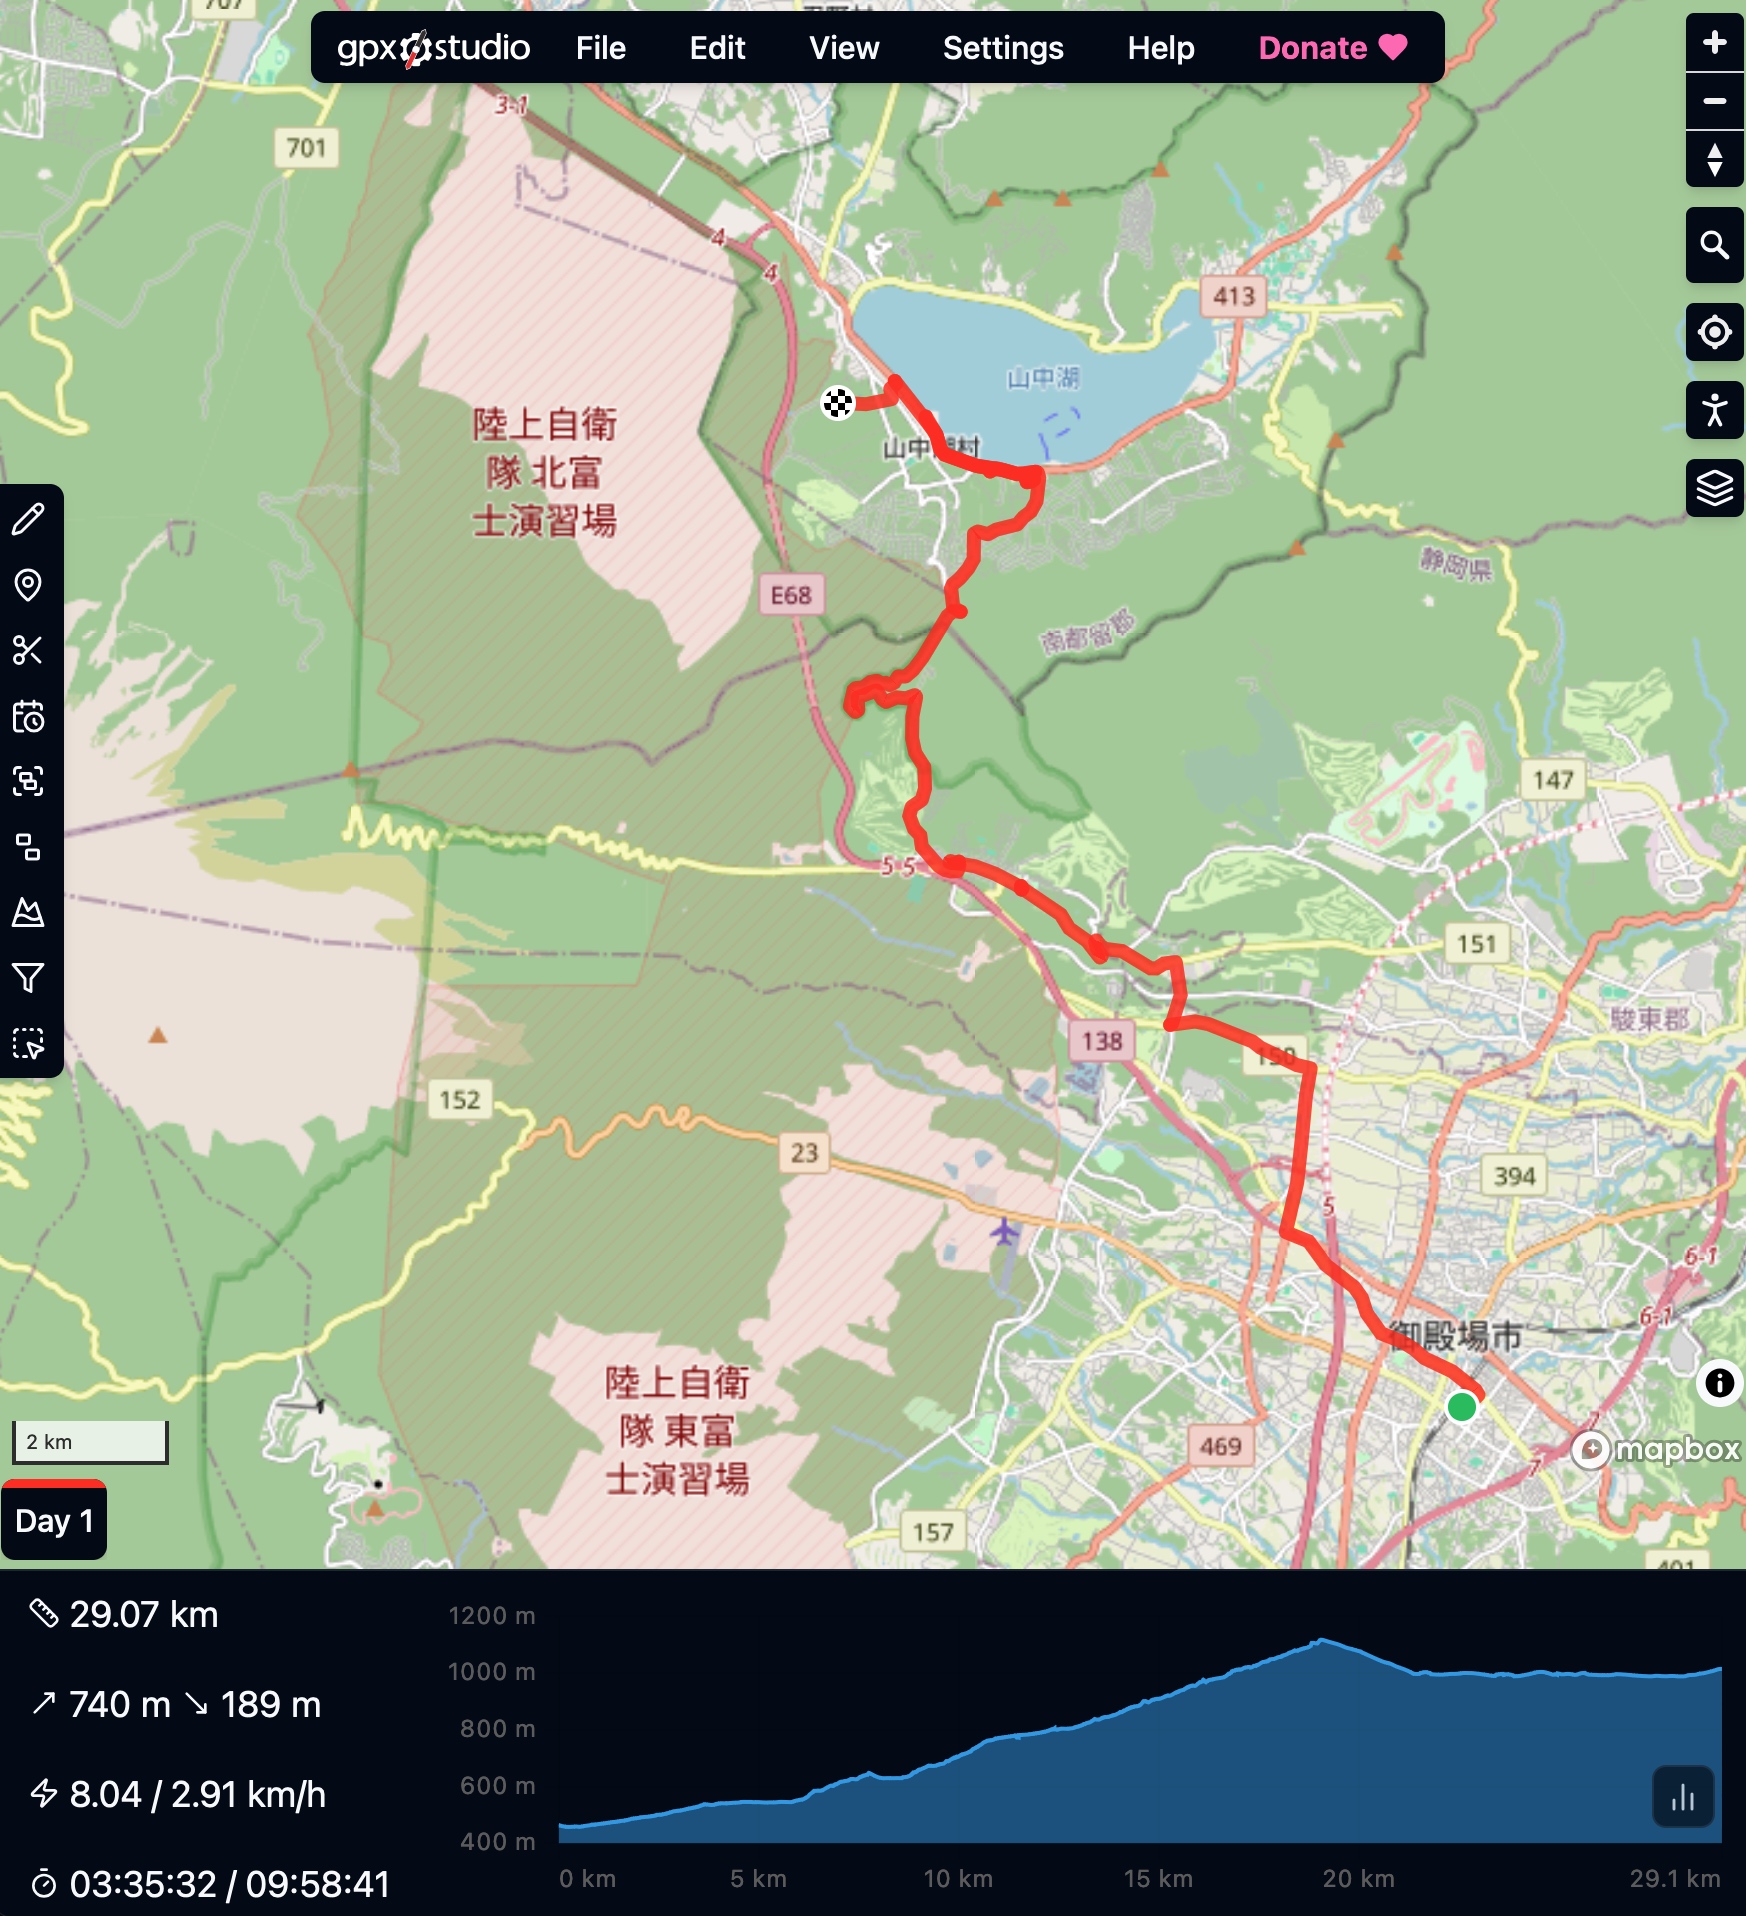 707
gpx studio File Edit View Settings Help Donate
3-1
701
4
4
413
山中湖
陸上自衛
隊 北富
士演習場
E68
静岡県
南都留郡
147
5 5
151
駿東郡
138
152
23
394
5
6-1
6-1
御殿場市
陸上自衛
隊 東富
士演習場
469
7
7
157
mapbox
2 km
Day 1
29.07 km
740 m 189 m
8.04 / 2.91 km/h
03:35:32 / 09:58:41
1200 m
1000 m
800 m
600 m
400 m
0 km 5 km 10 km 15 km 20 km 29.1 km